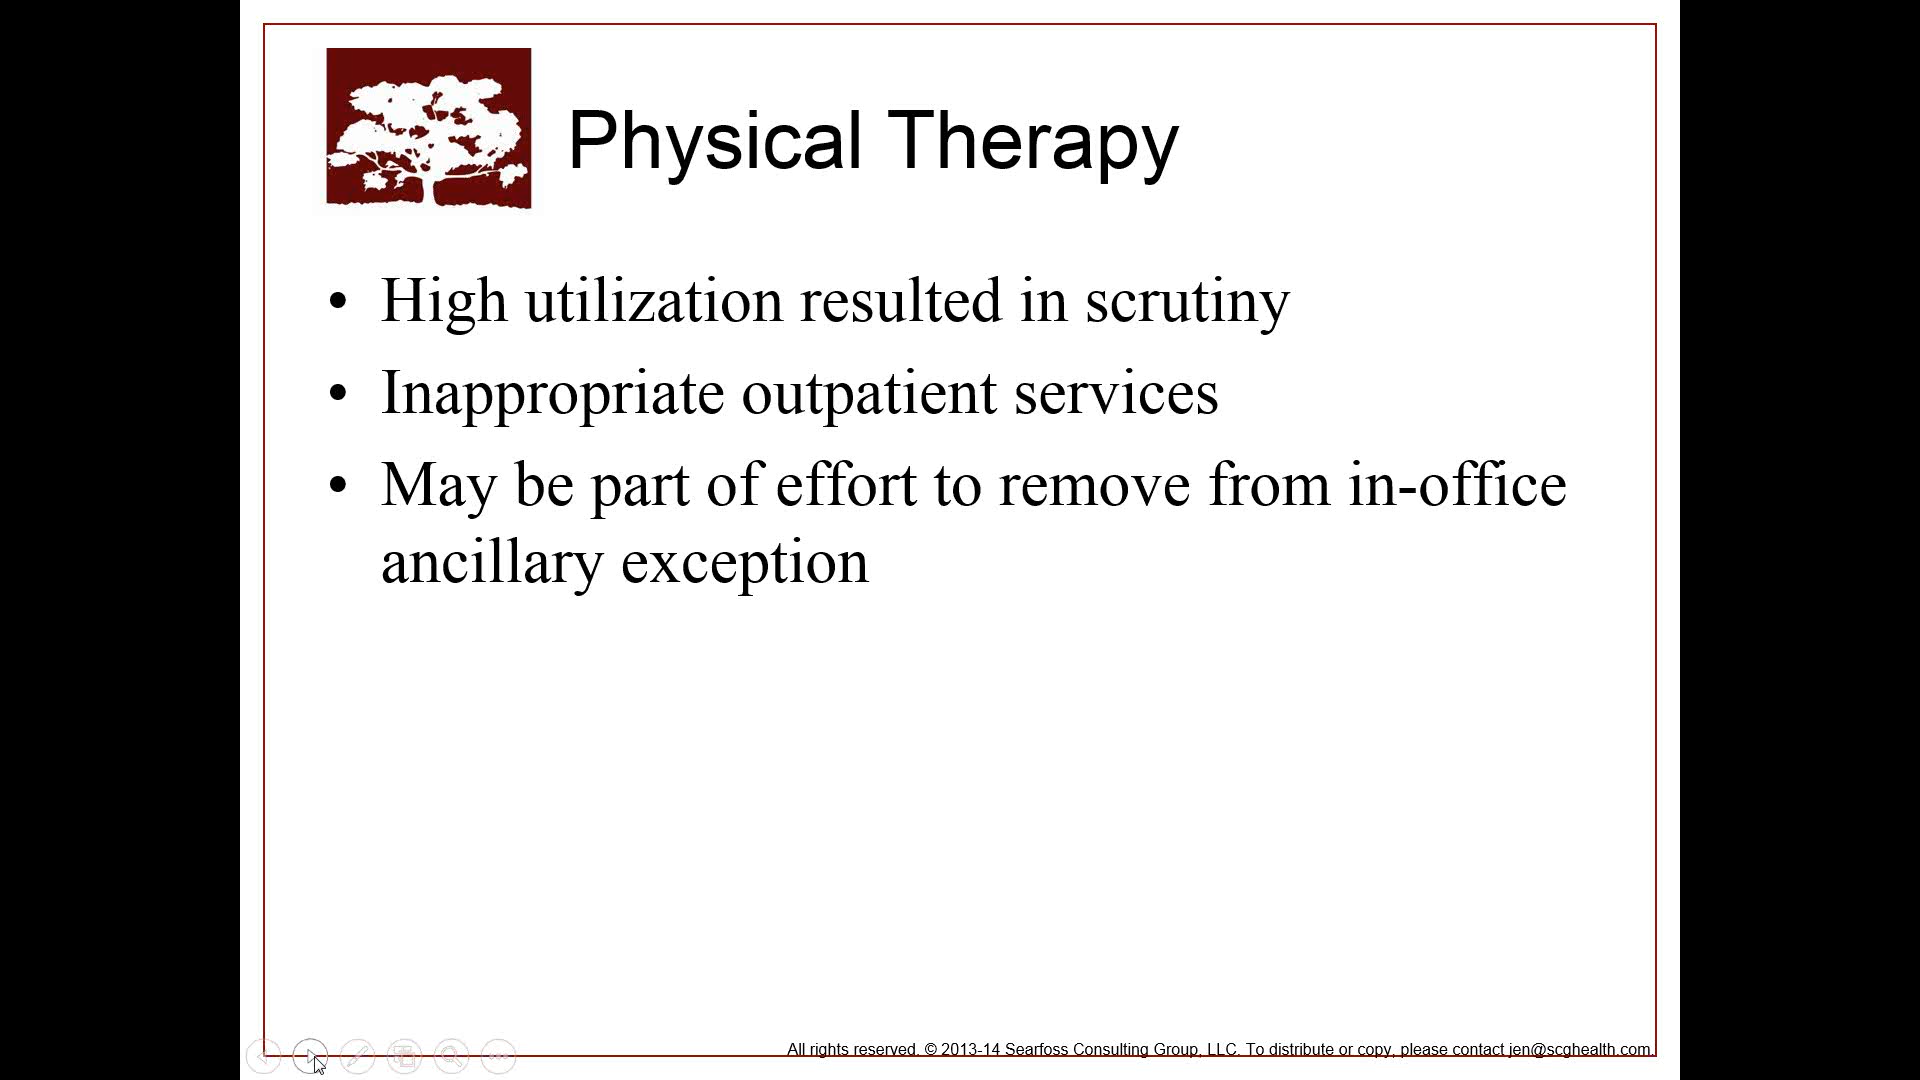 Physical Therapy
• High utilization resulted in scrutiny
• Inappropriate outpatient services
• May be part of effort to remove from in-office
ancillary exception
All rights reserved. © 2013-14 Searfoss Consulting Group, LLC. To distribute or copy, please contact jen@scghealth.com.